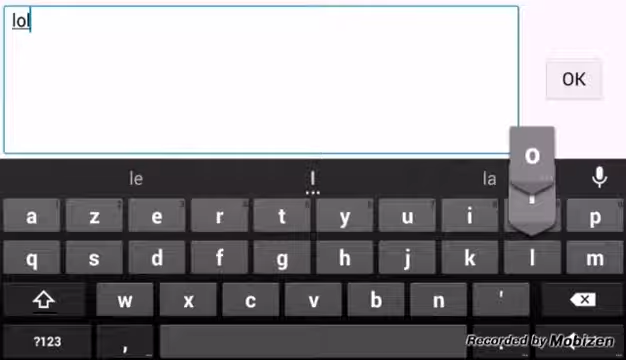 lol
OK
le l la
o
a z e r t y u i p
q s d f g h j k l m
w x c v b n '
?123 , .
Recorded by Mobizen